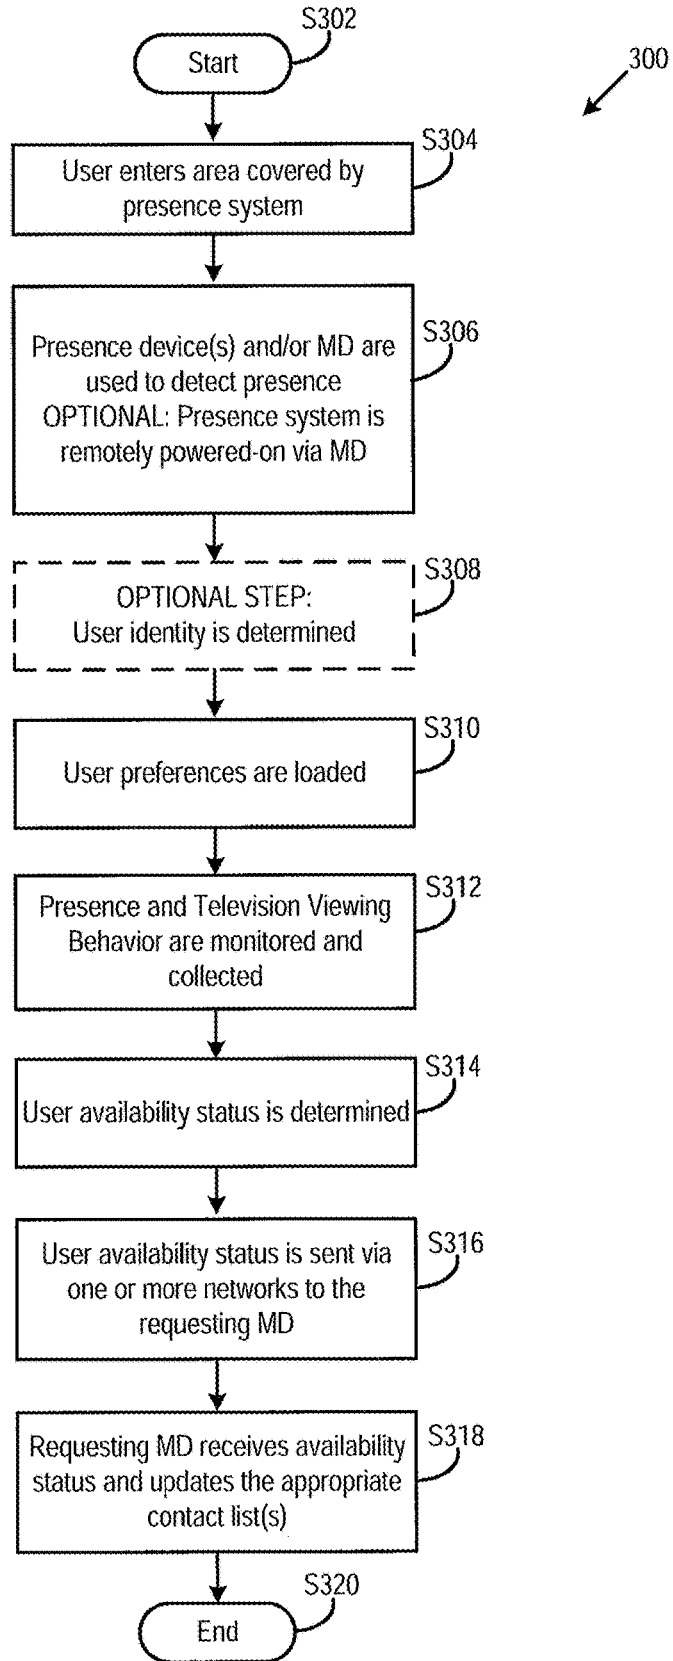 S302
Start
300
S304
User enters area covered by
presence system
S306
Presence device(s) and/or MD are
used to detect presence
OPTIONAL: Presence system is
remotely powered-on via MD
S308
OPTIONAL STEP:
User identity is determined
S310
User preferences are loaded
S312
Presence and Television Viewing
Behavior are monitored and
collected
S314
User availability status is determined
S316
User availability status is sent via
one or more networks to the
requesting MD
S318
Requesting MD receives availability
status and updates the appropriate
contact list(s)
S320
End